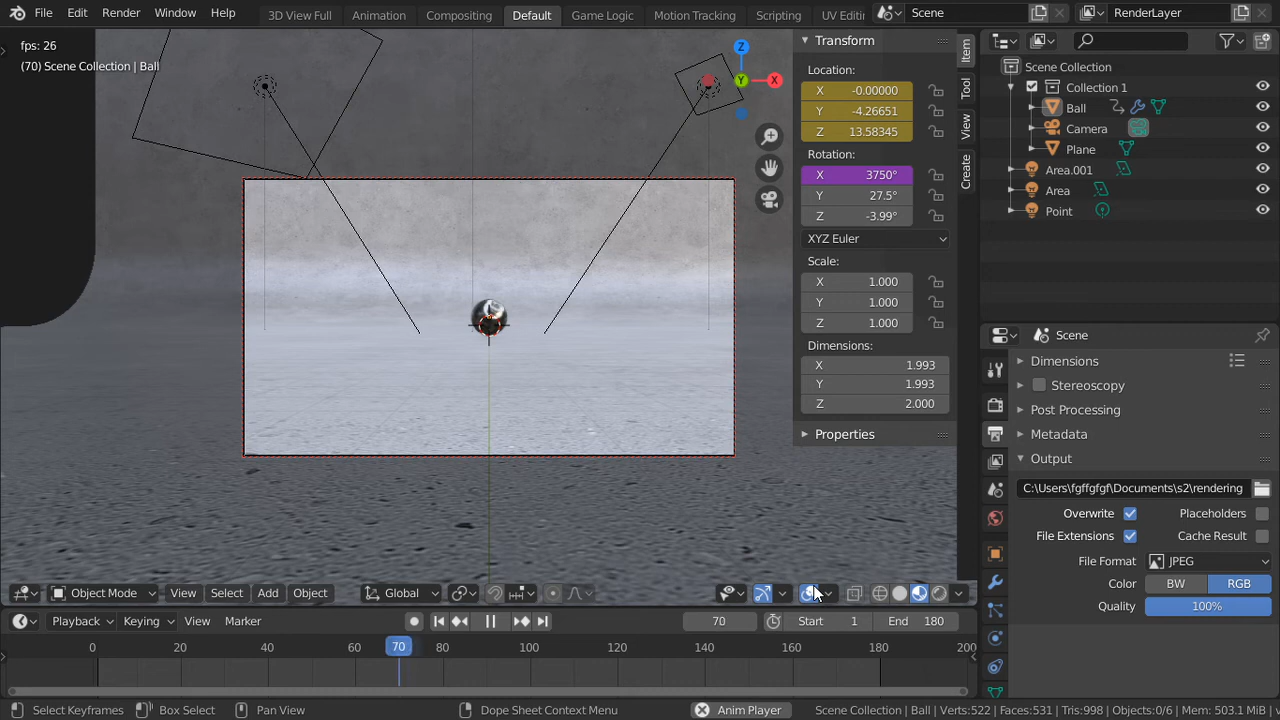 File Edit Render Window Help 3D View Full Animation Compositing Default Game Logic Motion Tracking Scripting UV Editi Scene RenderLayer
fps: 26
(70) Scene Collection | Ball
Z
Y
X
Transform
Location:
X -0.00000
Y -4.26651
Z 13.58345
Rotation:
X 3750°
Y 27.5°
Z -3.99°
XYZ Euler
Scale:
X 1.000
Y 1.000
Z 1.000
Dimensions:
X 1.993
Y 1.993
Z 2.000
Properties
Item
Tool
View
Create
Scene Collection
Collection 1
Ball
Camera
Plane
Area.001
Area
Point
Scene
Dimensions
Stereoscopy
Post Processing
Metadata
Output
C:\Users\fgffgfgf\Documents\s2\rendering
Overwrite Placeholders
File Extensions Cache Result
File Format JPEG
Color BW RGB
Quality 100%
Object Mode View Select Add Object Global
Playback Keying View Marker 70 Start 1 End 180
0 20 40 60 70 80 100 120 140 160 180 200
Select Keyframes Box Select Pan View Dope Sheet Context Menu Anim Player Scene Collection | Ball | Verts:522 | Faces:531 | Tris:998 | Objects:0/6 | Mem: 503.1 MiB | v